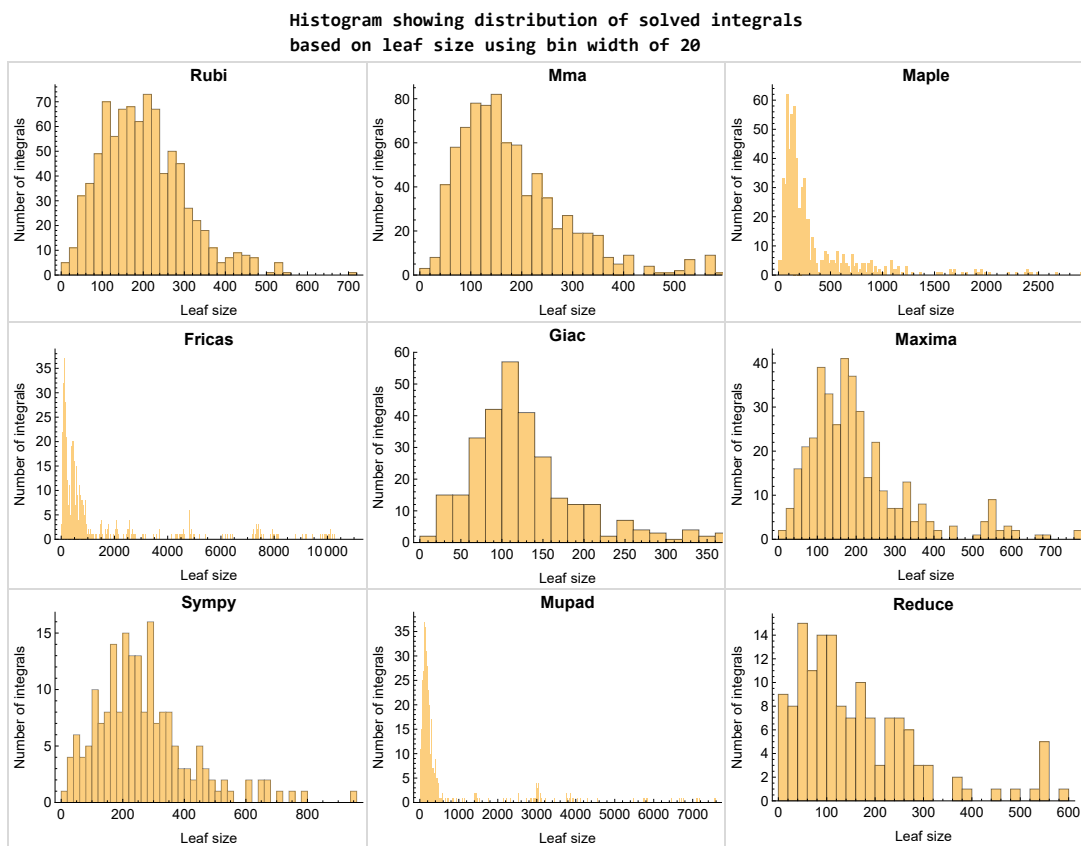 Histogram showing distribution of solved integrals
based on leaf size using bin width of 20
Rubi
Number of integrals
70
60
50
40
30
20
10
0
0 100 200 300 400 500 600 700
Leaf size
Mma
Number of integrals
80
60
40
20
0
0 100 200 300 400 500
Leaf size
Maple
Number of integrals
60
50
40
30
20
10
0
0 500 1000 1500 2000 2500
Leaf size
Fricas
Number of integrals
35
30
25
20
15
10
5
0
0 2000 4000 6000 8000 10000
Leaf size
Giac
Number of integrals
60
50
40
30
20
10
0
0 50 100 150 200 250 300 350
Leaf size
Maxima
Number of integrals
40
30
20
10
0
0 100 200 300 400 500 600 700
Leaf size
Sympy
Number of integrals
15
10
5
0
0 200 400 600 800
Leaf size
Mupad
Number of integrals
35
30
25
20
15
10
5
0
0 1000 2000 3000 4000 5000 6000 7000
Leaf size
Reduce
Number of integrals
14
12
10
8
6
4
2
0
0 100 200 300 400 500 600
Leaf size